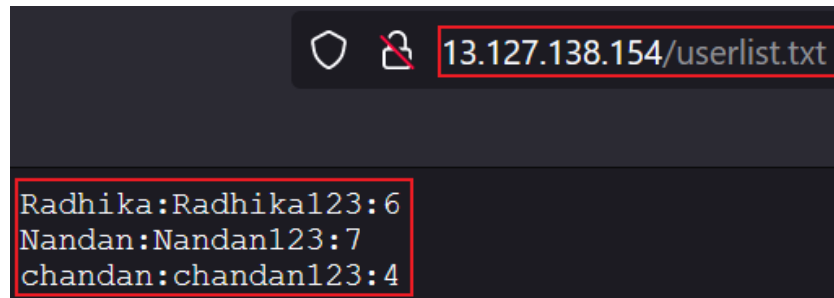 13.127.138.154/userlist.txt
Radhika:Radhika123:6
Nandan:Nandan123:7
chandan:chandan123:4